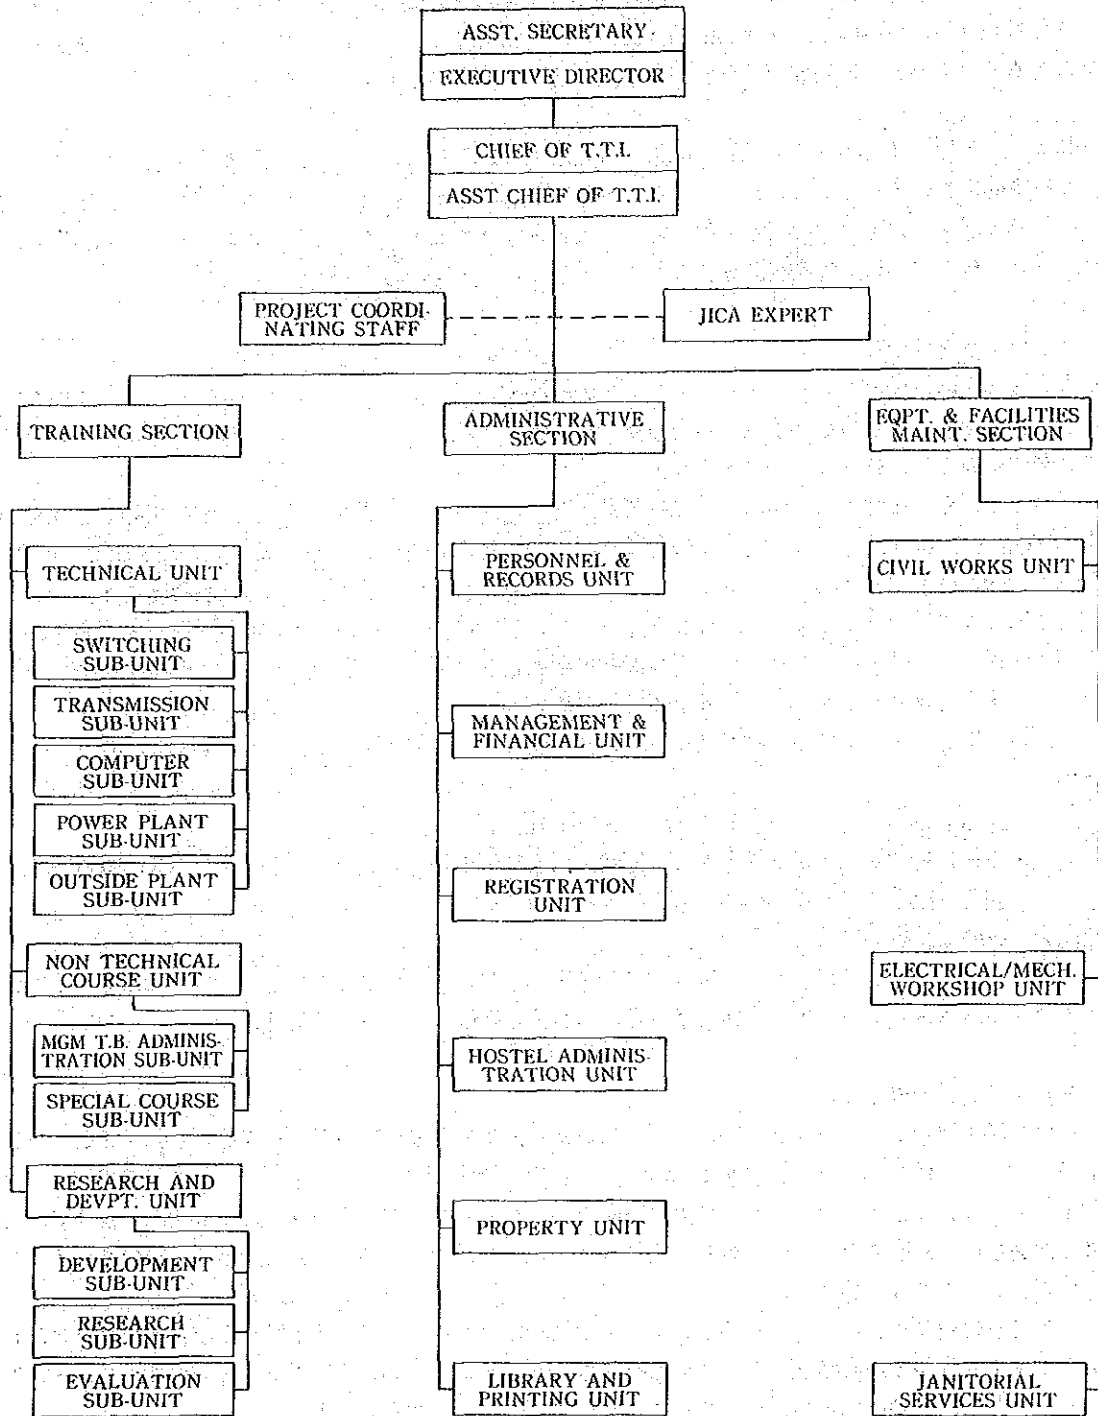 ASST. SECRETARY
EXECUTIVE DIRECTOR
CHIEF OF T.T.I.
ASST CHIEF OF T.T.I.
PROJECT COORDI-
NATING STAFF
JICA EXPERT
TRAINING SECTION
ADMINISTRATIVE
SECTION
EQPT. & FACILITIES
MAINT. SECTION
TECHNICAL UNIT
SWITCHING
SUB-UNIT
TRANSMISSION
SUB-UNIT
COMPUTER
SUB-UNIT
POWER PLANT
SUB-UNIT
OUTSIDE PLANT
SUB-UNIT
NON TECHNICAL
COURSE UNIT
MGM T.B. ADMINIS-
TRATION SUB-UNIT
SPECIAL COURSE
SUB-UNIT
RESEARCH AND
DEVPT. UNIT
DEVELOPMENT
SUB-UNIT
RESEARCH
SUB-UNIT
EVALUATION
SUB-UNIT
PERSONNEL &
RECORDS UNIT
MANAGEMENT &
FINANCIAL UNIT
REGISTRATION
UNIT
HOSTEL ADMINIS-
TRATION UNIT
PROPERTY UNIT
LIBRARY AND
PRINTING UNIT
CIVIL WORKS UNIT
ELECTRICAL/MECH.
WORKSHOP UNIT
JANITORIAL
SERVICES UNIT